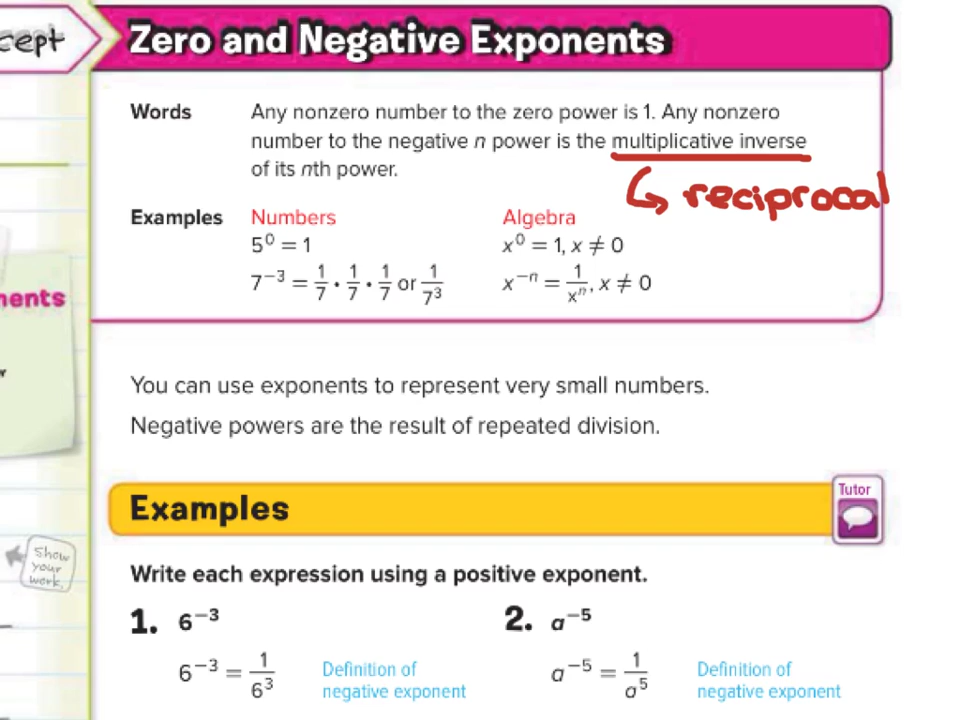 cept
Zero and Negative Exponents
Words Any nonzero number to the zero power is 1. Any nonzero
number to the negative n power is the multiplicative inverse
of its nth power.
↳ reciprocal
Examples Numbers Algebra
5⁰ = 1 x⁰ = 1, x ≠ 0
7⁻³ = 1/7 • 1/7 • 1/7 or 1/7³ x⁻ⁿ = 1/xⁿ, x ≠ 0
nents
You can use exponents to represent very small numbers.
Negative powers are the result of repeated division.
Tutor
Examples
Show
your
work.
Write each expression using a positive exponent.
1. 6⁻³ 2. a⁻⁵
6⁻³ = 1/6³ Definition of negative exponent a⁻⁵ = 1/a⁵ Definition of negative exponent